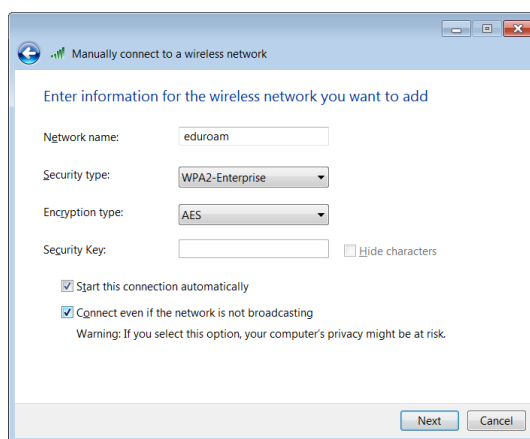 Manually connect to a wireless network
Enter information for the wireless network you want to add
Network name: eduroam
Security type: WPA2-Enterprise
Encryption type: AES
Security Key: Hide characters
Start this connection automatically
Connect even if the network is not broadcasting
Warning: If you select this option, your computer's privacy might be at risk.
Next Cancel